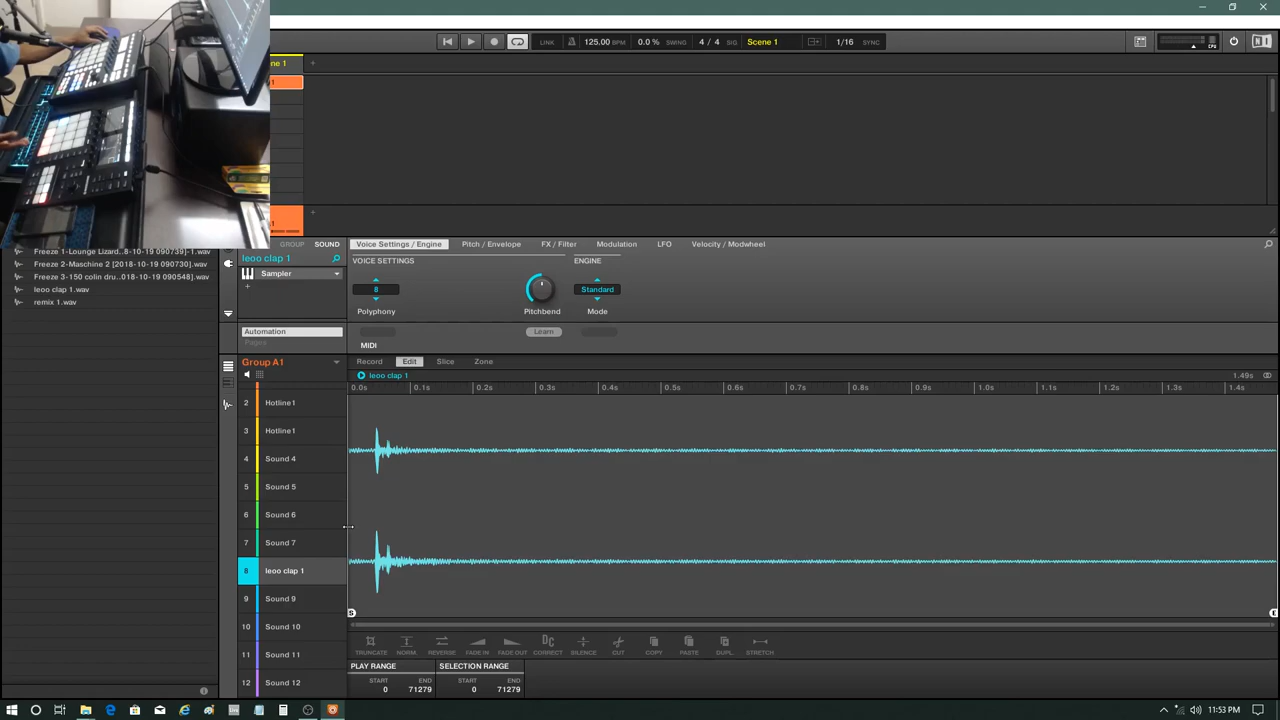 LINK 125.00 BPM 0.0 % SWING 4 / 4 SIG Scene 1 1/16 SYNC
CPU
ne 1 +
1
+
1
GROUP SOUND Voice Settings / Engine Pitch / Envelope FX / Filter Modulation LFO Velocity / Modwheel
Freeze 1-Lounge Lizard...8-10-19 090739]-1.wav
Freeze 2-Maschine 2 [2018-10-19 090730].wav
Freeze 3-150 colin dru...018-10-19 090548].wav
leoo clap 1.wav
remix 1.wav
leoo clap 1
Sampler
+
VOICE SETTINGS ENGINE
8 Standard
Polyphony Pitchbend Mode
Automation Learn
Pages MIDI
Group A1 Record Edit Slice Zone
leoo clap 1 1.49s
0.0s 0.1s 0.2s 0.3s 0.4s 0.5s 0.6s 0.7s 0.8s 0.9s 1.0s 1.1s 1.2s 1.3s 1.4s
2 Hotline1
3 Hotline1
4 Sound 4
5 Sound 5
6 Sound 6
7 Sound 7
8 leoo clap 1
9 Sound 9
10 Sound 10
11 Sound 11
12 Sound 12
S E
TRUNCATE NORM. REVERSE FADE IN FADE OUT DC CORRECT SILENCE CUT COPY PASTE DUPL. STRETCH
PLAY RANGE SELECTION RANGE
START END START END
0 71279 0 71279
Live
11:53 PM